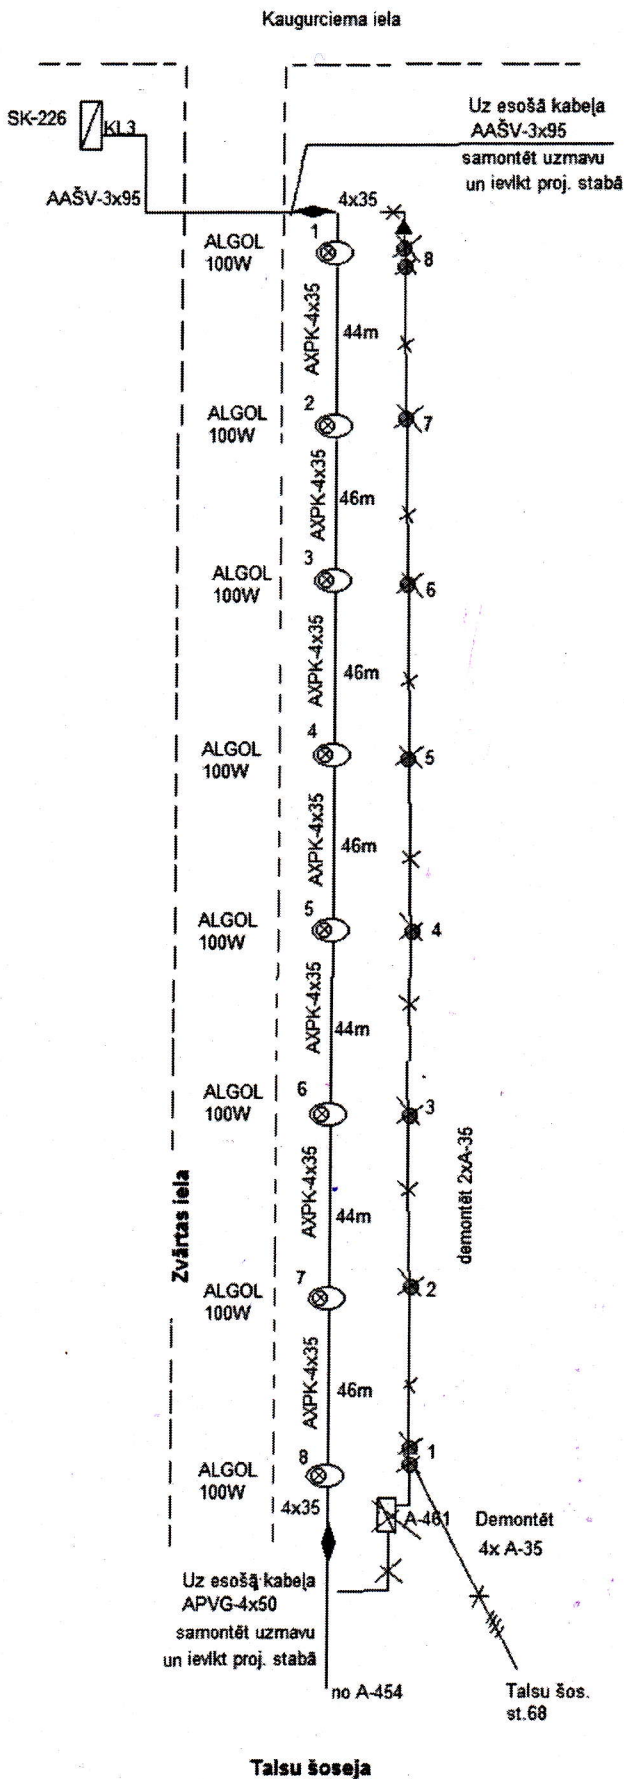 Kaugurciema iela
SK-226
KL3
Uz esošā kabeļa
AAŠV-3x95
samontēt uzmavu
un ievilkt proj. stabā
AAŠV-3x95
4x35
1
8
ALGOL
100W
AXPK-4x35
44m
2
7
ALGOL
100W
AXPK-4x35
46m
3
6
ALGOL
100W
AXPK-4x35
46m
4
5
ALGOL
100W
AXPK-4x35
46m
5
4
ALGOL
100W
AXPK-4x35
44m
6
3
ALGOL
100W
AXPK-4x35
44m
demontēt 2xA-35
Zvārtas iela
7
2
ALGOL
100W
AXPK-4x35
46m
8
1
ALGOL
100W
4x35
A-461
Demontēt
4x A-35
Uz esošā kabeļa
APVG-4x50
samontēt uzmavu
un ievilkt proj. stabā
no A-454
Talsu šos.
st.68
Talsu šoseja